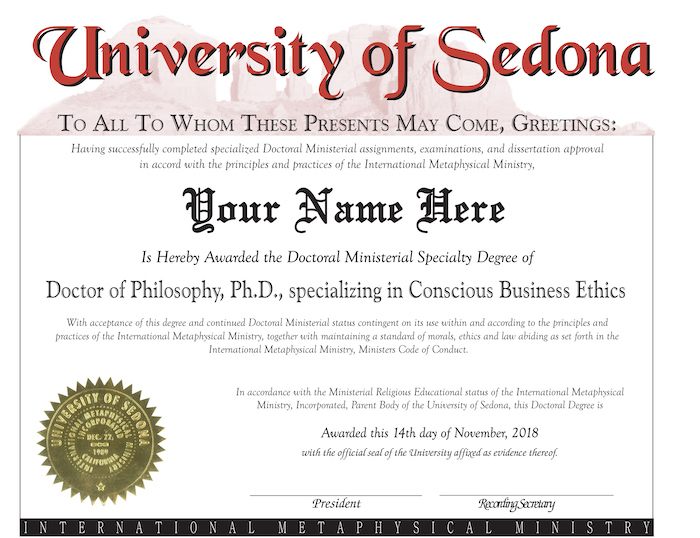 University of Sedona
TO ALL TO WHOM THESE PRESENTS MAY COME, GREETINGS:
Having successfully completed specialized Doctoral Ministerial assignments, examinations, and dissertation approval
in accord with the principles and practices of the International Metaphysical Ministry,
Your Name Here
Is Hereby Awarded the Doctoral Ministerial Specialty Degree of
Doctor of Philosophy, Ph.D., specializing in Conscious Business Ethics
With acceptance of this degree and continued Doctoral Ministerial status contingent on its use within and according to the principles and
practices of the International Metaphysical Ministry, together with maintaining a standard of morals, ethics and law abiding as set forth in the
International Metaphysical Ministry, Ministers Code of Conduct.
UNIVERSITY OF SEDONA
INTERNATIONAL METAPHYSICAL MINISTRY
INCORPORATED
DEC. 22,
1989
CALIFORNIA
In accordance with the Ministerial Religious Educational status of the International Metaphysical
Ministry, Incorporated, Parent Body of the University of Sedona, this Doctoral Degree is
Awarded this 14th day of November, 2018
with the official seal of the University affixed as evidence thereof.
President
Recording Secretary
INTERNATIONAL METAPHYSICAL MINISTRY